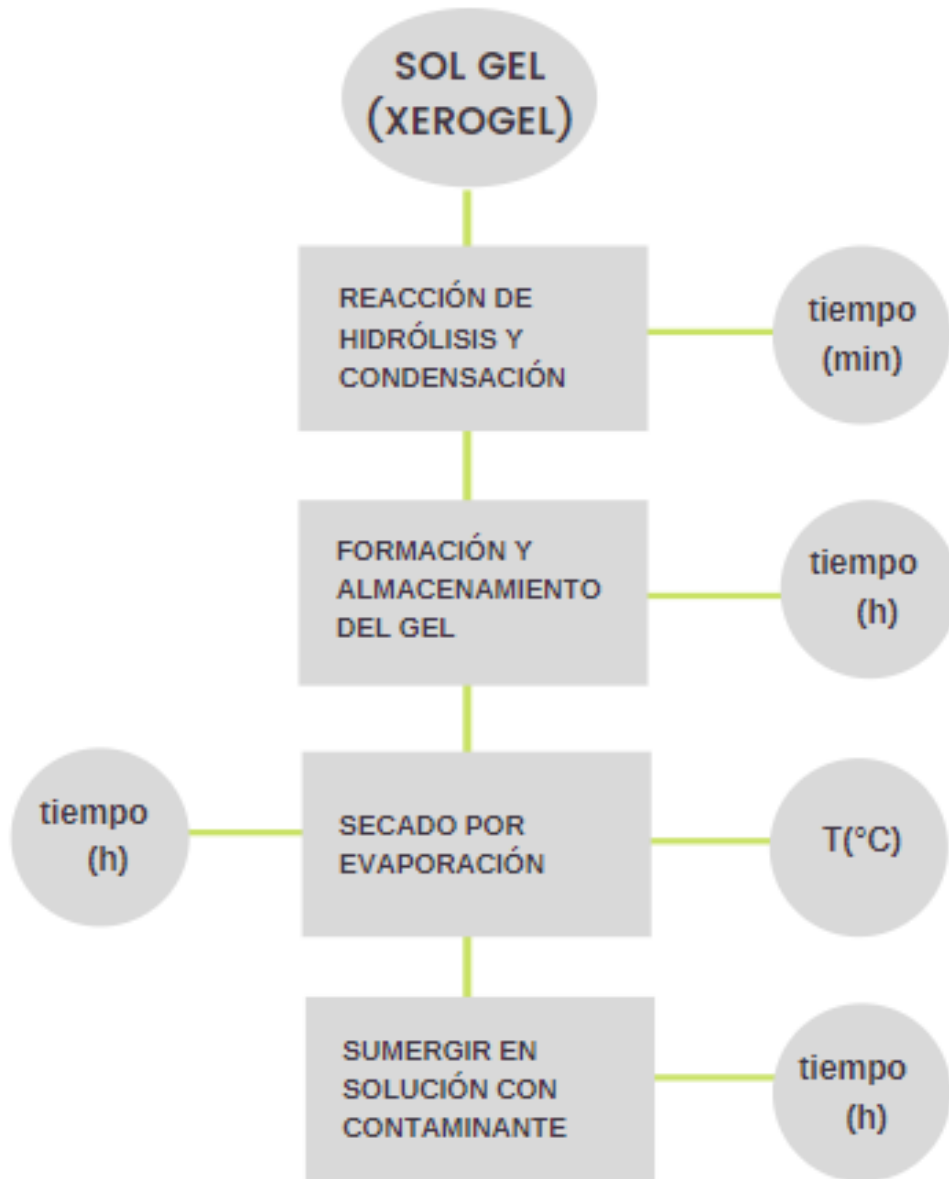 SOL GEL
(XEROGEL)
REACCIÓN DE
HIDRÓLISIS Y
CONDENSACIÓN
tiempo
(min)
FORMACIÓN Y
ALMACENAMIENTO
DEL GEL
tiempo
(h)
tiempo
(h)
SECADO POR
EVAPORACIÓN
T(°C)
SUMERGIR EN
SOLUCIÓN CON
CONTAMINANTE
tiempo
(h)